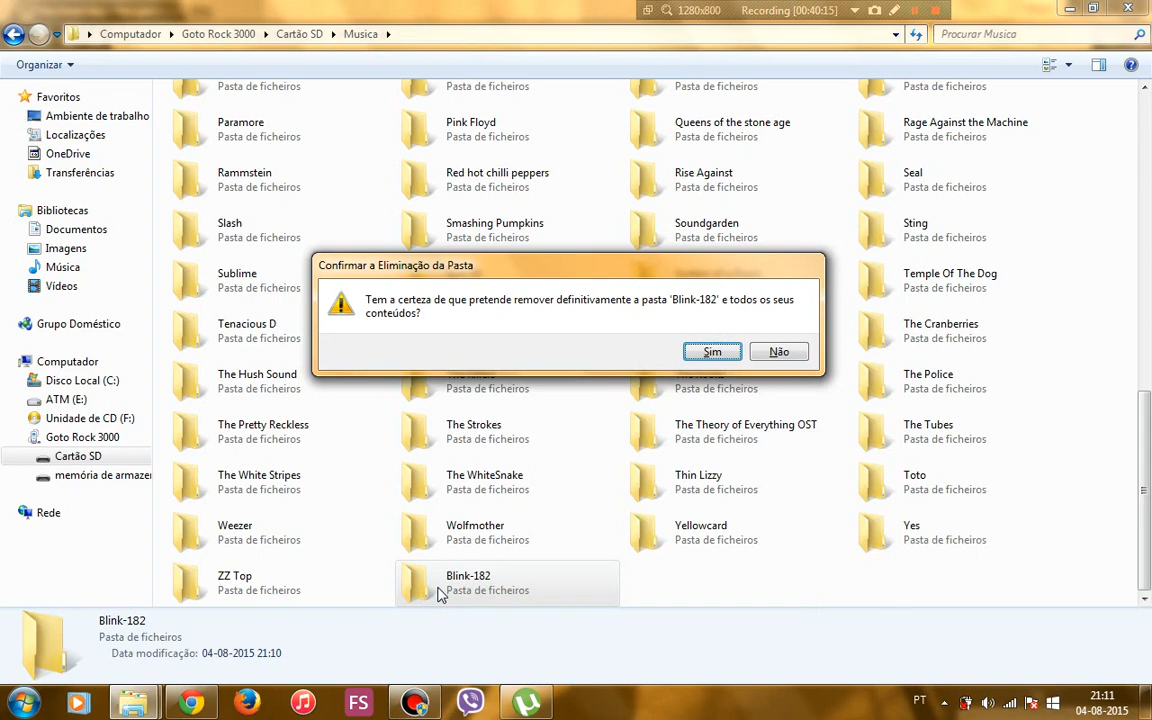 1280x800 Recording [00:40:15]
Computador Goto Rock 3000 Cartão SD Musica Procurar Musica
Organizar
Favoritos
Ambiente de trabalho
Localizações
OneDrive
Transferências
Bibliotecas
Documentos
Imagens
Música
Vídeos
Grupo Doméstico
Computador
Disco Local (C:)
ATM (E:)
Unidade de CD (F:)
Goto Rock 3000
Cartão SD
memória de armazer
Rede
Pasta de ficheiros Pasta de ficheiros Pasta de ficheiros Pasta de ficheiros
Paramore Pink Floyd Queens of the stone age Rage Against the Machine
Pasta de ficheiros Pasta de ficheiros Pasta de ficheiros Pasta de ficheiros
Rammstein Red hot chilli peppers Rise Against Seal
Pasta de ficheiros Pasta de ficheiros Pasta de ficheiros Pasta de ficheiros
Slash Smashing Pumpkins Soundgarden Sting
Pasta de ficheiros Pasta de ficheiros Pasta de ficheiros Pasta de ficheiros
Sublime Temple Of The Dog
Pasta de ficheiros Pasta de ficheiros
Tenacious D The Cranberries
Pasta de ficheiros Pasta de ficheiros
The Hush Sound The Police
Pasta de ficheiros Pasta de ficheiros Pasta de ficheiros Pasta de ficheiros
The Pretty Reckless The Strokes The Theory of Everything OST The Tubes
Pasta de ficheiros Pasta de ficheiros Pasta de ficheiros Pasta de ficheiros
The White Stripes The WhiteSnake Thin Lizzy Toto
Pasta de ficheiros Pasta de ficheiros Pasta de ficheiros Pasta de ficheiros
Weezer Wolfmother Yellowcard Yes
Pasta de ficheiros Pasta de ficheiros Pasta de ficheiros Pasta de ficheiros
ZZ Top Blink-182
Pasta de ficheiros Pasta de ficheiros
Confirmar a Eliminação da Pasta
Tem a certeza de que pretende remover definitivamente a pasta 'Blink-182' e todos os seus
conteúdos?
Sim Não
Blink-182
Pasta de ficheiros
Data modificação: 04-08-2015 21:10
FS PT 21:11
04-08-2015